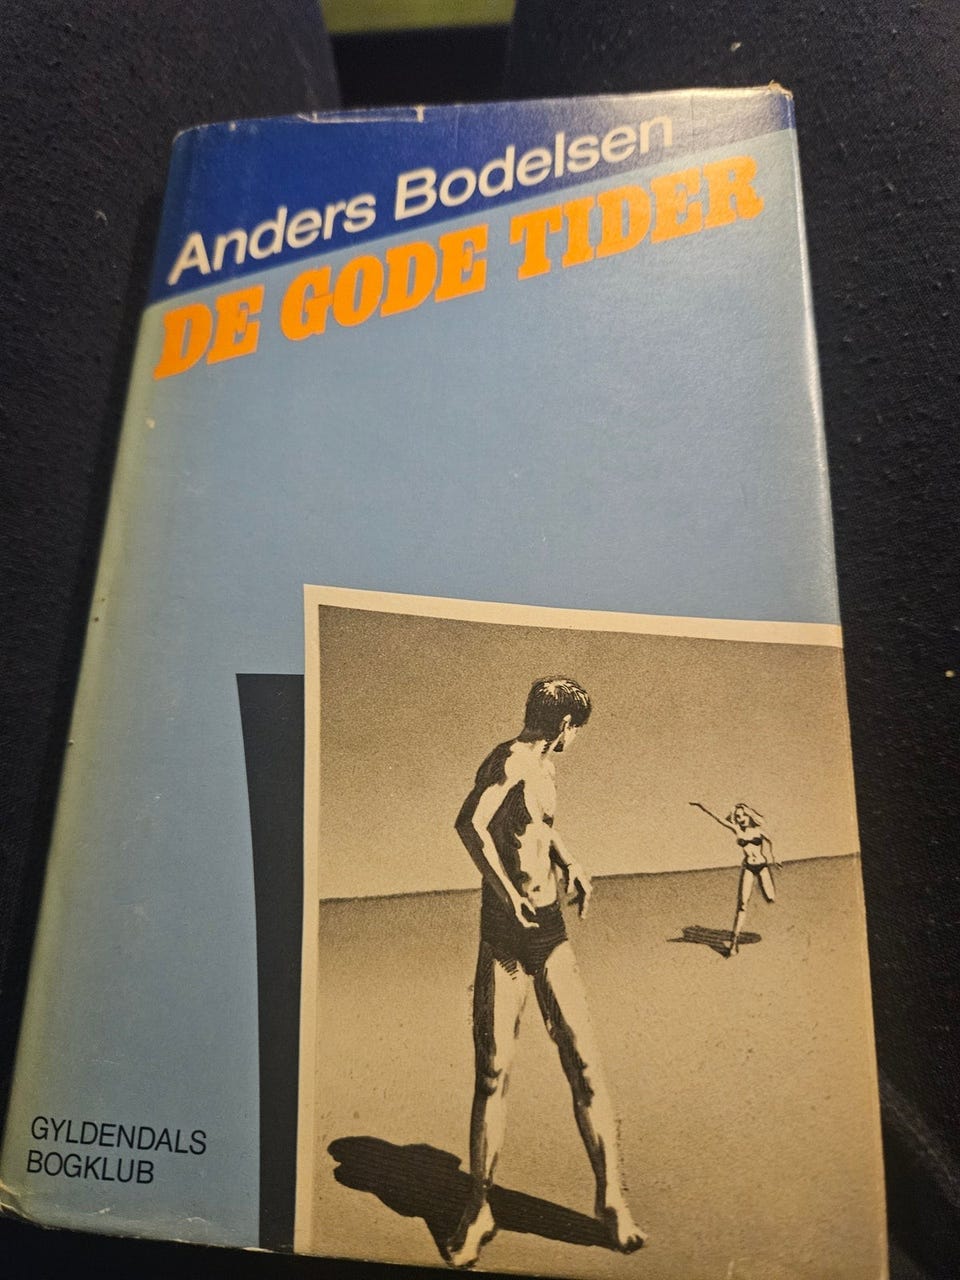 Anders Bodelsen
DE GODE TIDER
GYLDENDALS
BOGKLUB